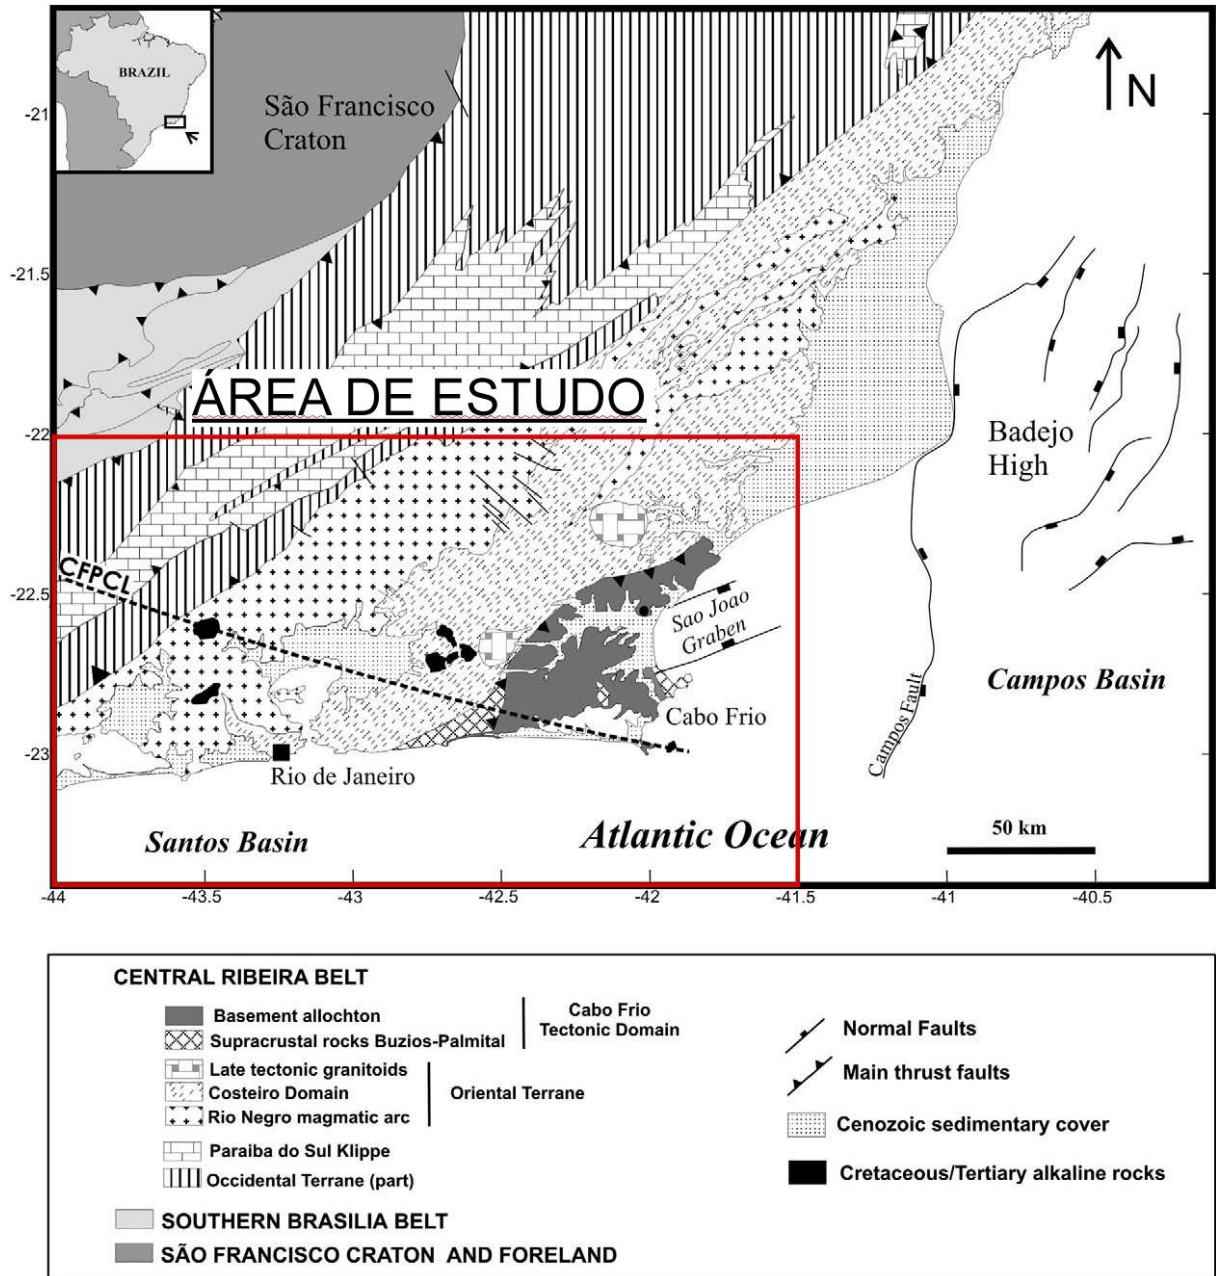 BRAZIL
São Francisco
Craton
N
-21
-21.5
ÁREA DE ESTUDO
-22
Badejo
High
CFPCL
-22.5
Sao Joao
Graben
Campos Basin
Cabo Frio
Campos Fault
-23
Rio de Janeiro
Santos Basin
Atlantic Ocean
50 km
-44
-43.5
-43
-42.5
-42
-41.5
-41
-40.5
CENTRAL RIBEIRA BELT
Basement allochton
Supracrustal rocks Buzios-Palmital
Cabo Frio
Tectonic Domain
Late tectonic granitoids
Costeiro Domain
Rio Negro magmatic arc
Oriental Terrane
Paraiba do Sul Klippe
Occidental Terrane (part)
SOUTHERN BRASILIA BELT
SÃO FRANCISCO CRATON AND FORELAND
Normal Faults
Main thrust faults
Cenozoic sedimentary cover
Cretaceous/Tertiary alkaline rocks